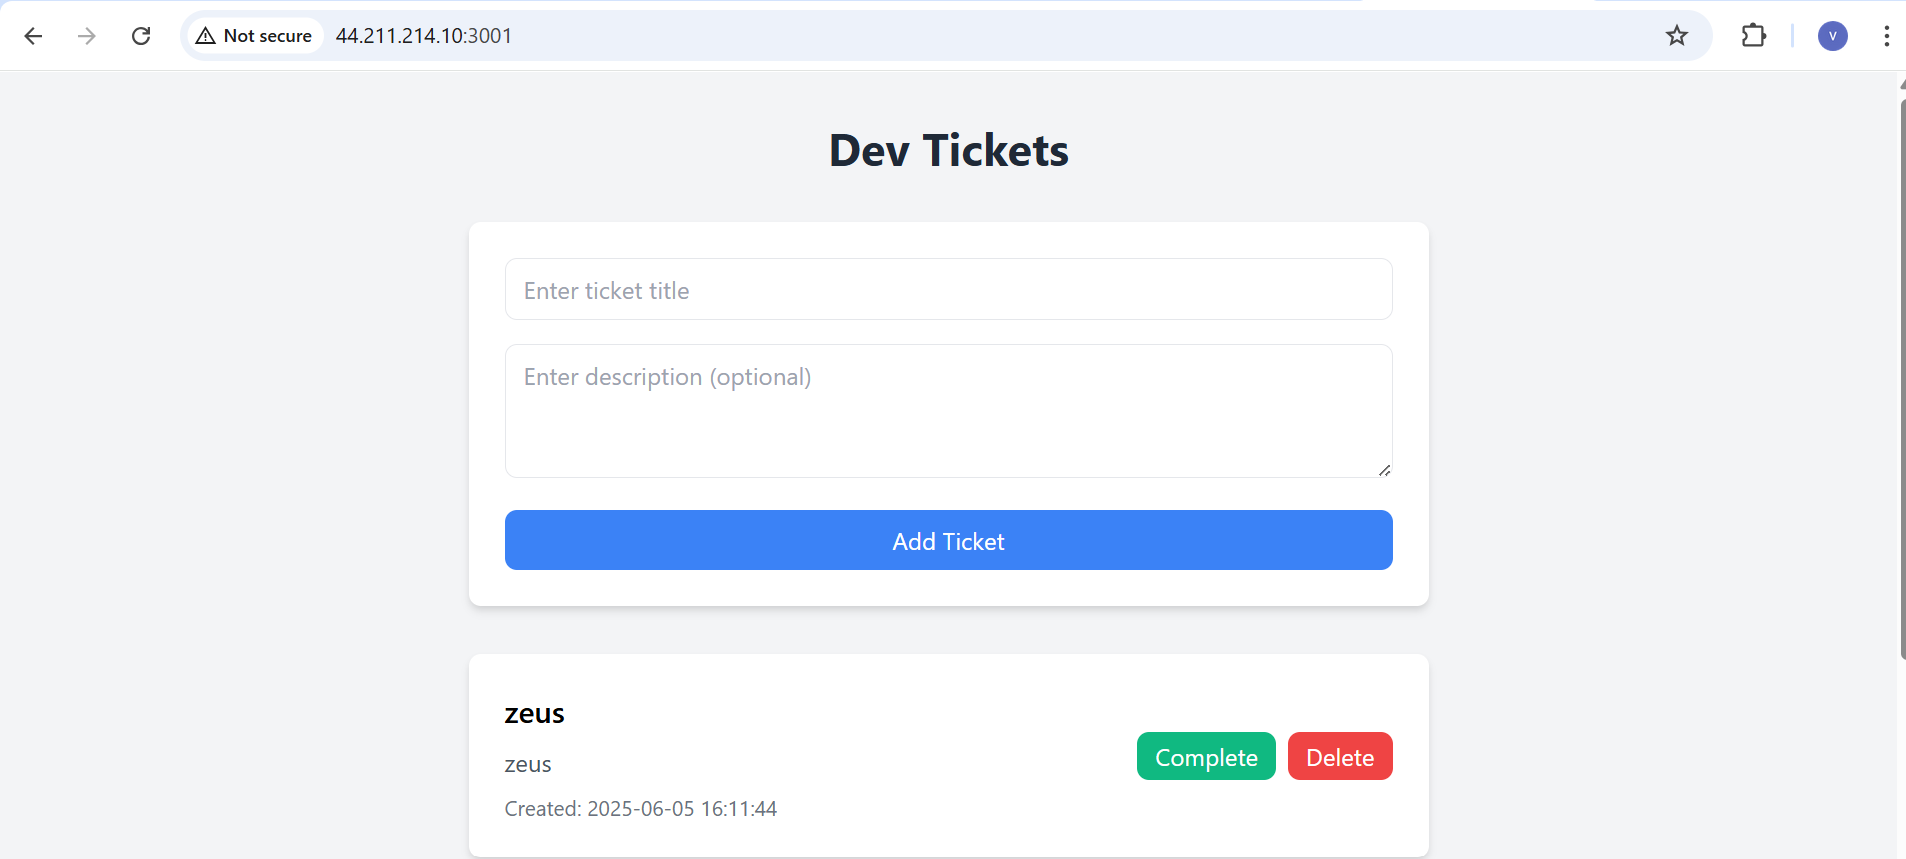 Not secure 44.211.214.10:3001
V
Dev Tickets
Enter ticket title
Enter description (optional)
Add Ticket
zeus
zeus
Created: 2025-06-05 16:11:44
Complete Delete